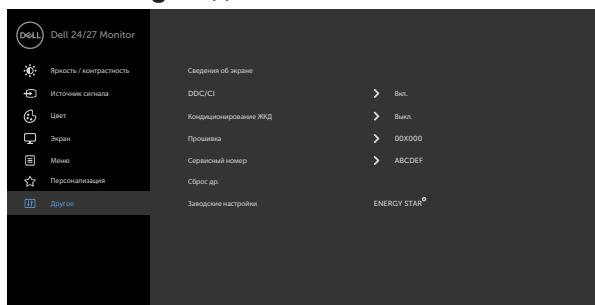 DELL Dell 24/27 Monitor
Яркость / контрастность Сведения об экране
Источник сигнала DDC/CI Вкл.
Цвет Кондиционирование ЖКД Выкл.
Экран Прошивка 00X000
Меню Сервисный номер ABCDEF
Персонализация Сброс др.
Другое Заводские настройки ENERGY STAR®